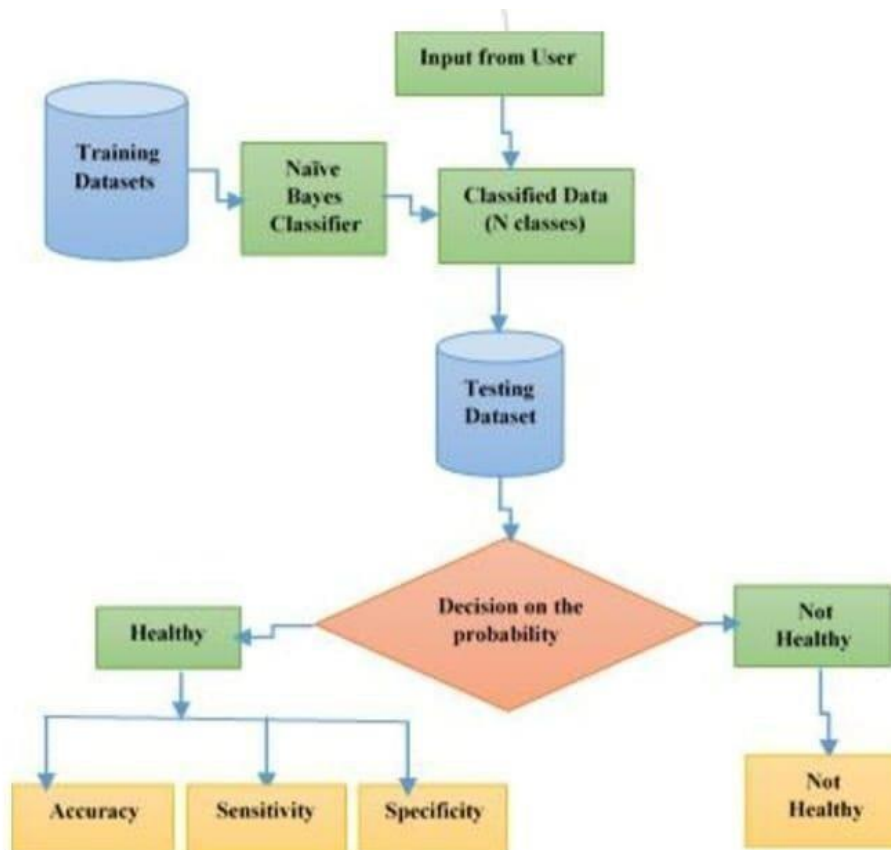 Input from User
Training
Datasets
Naïve
Bayes
Classifier
Classified Data
(N classes)
Testing
Dataset
Decision on the
probability
Healthy
Not
Healthy
Accuracy
Sensitivity
Specificity
Not
Healthy